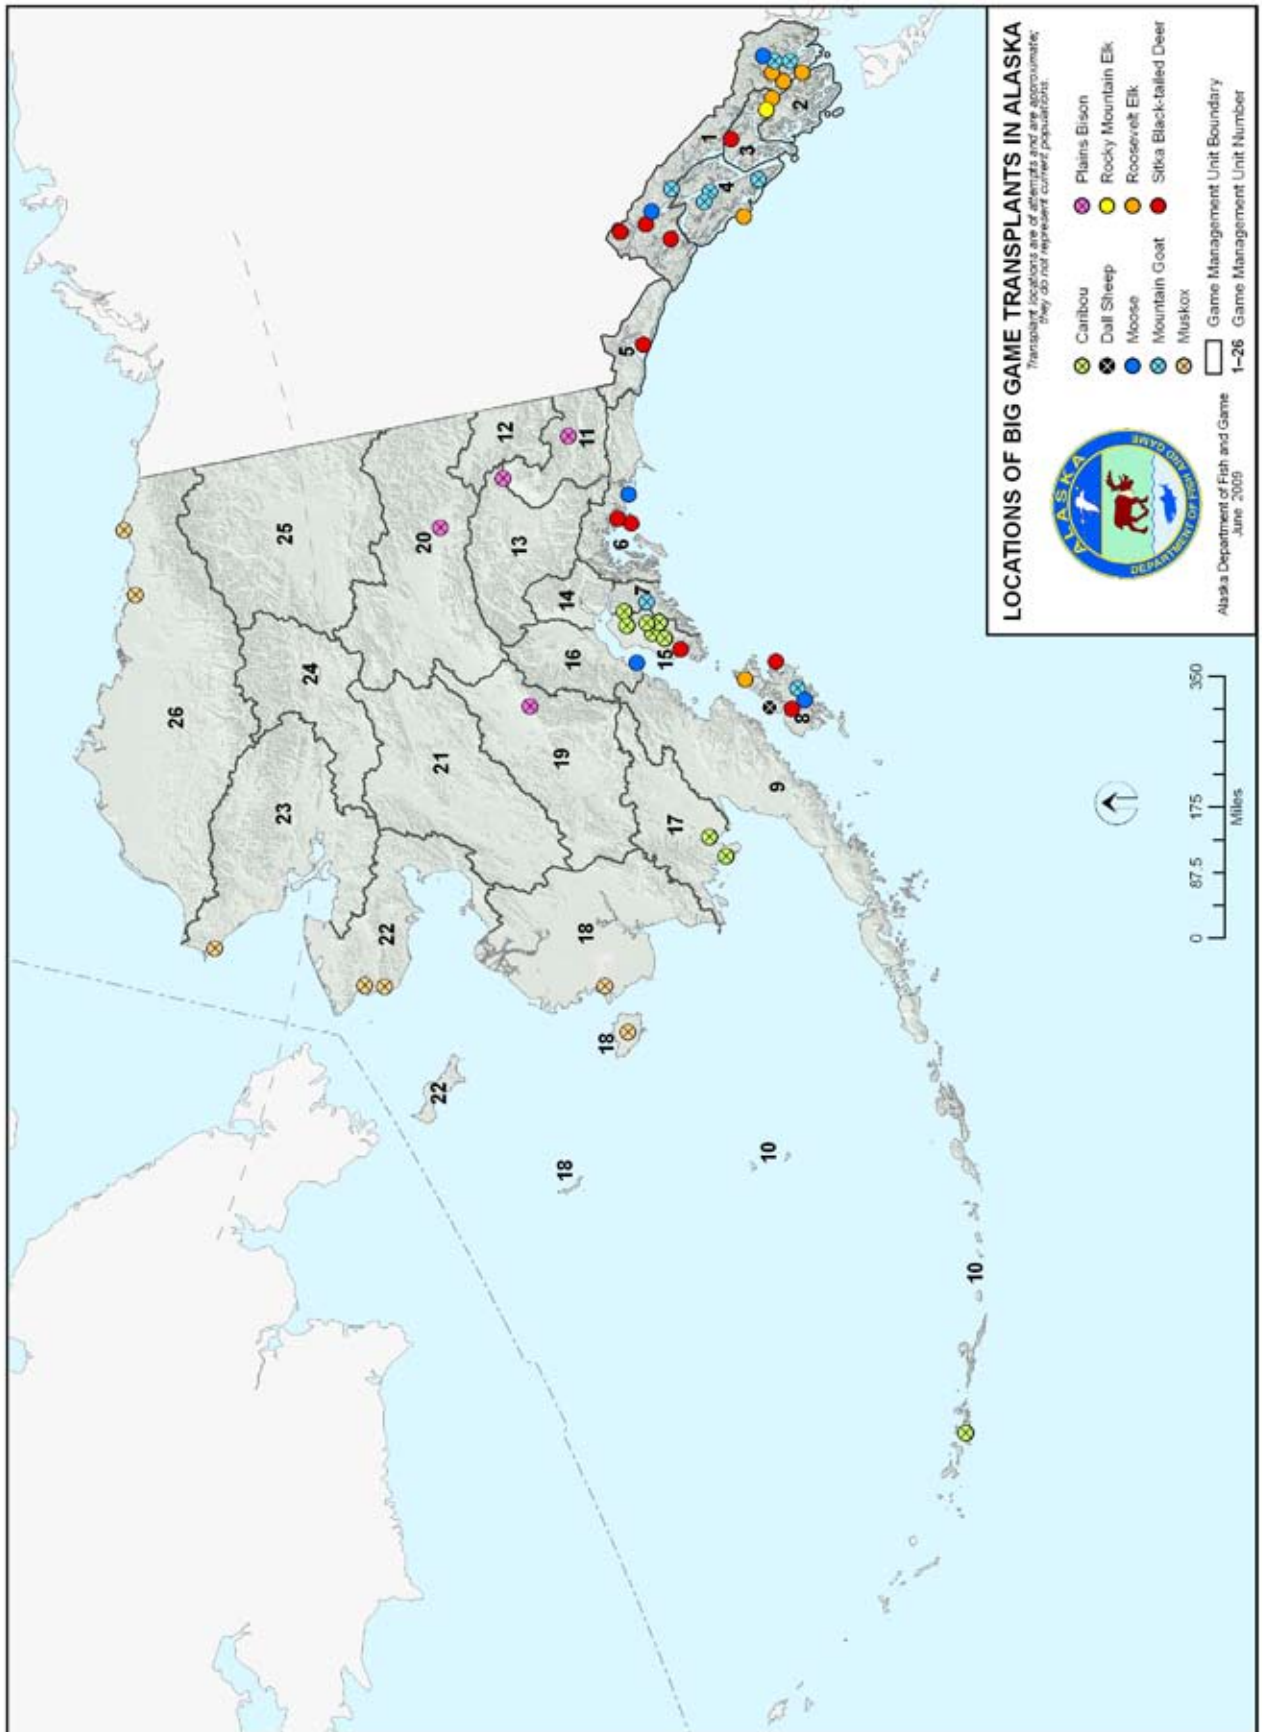 LOCATIONS OF BIG GAME TRANSPLANTS IN ALASKA
Transplant locations are of attempts and are approximate;
they do not represent current populations.
Caribou
Dall Sheep
Moose
Mountain Goat
Muskox
Plains Bison
Rocky Mountain Elk
Roosevelt Elk
Sitka Black-tailed Deer
Game Management Unit Boundary
1–26 Game Management Unit Number
ALASKA
DEPARTMENT OF FISH AND GAME
Alaska Department of Fish and Game
June 2009
26
25
24
23
22
22
21
20
19
18
18
18
17
16
15
14
13
12
11
10
10
9
8
7
6
5
4
3
2
1
0 87.5 175 350
Miles